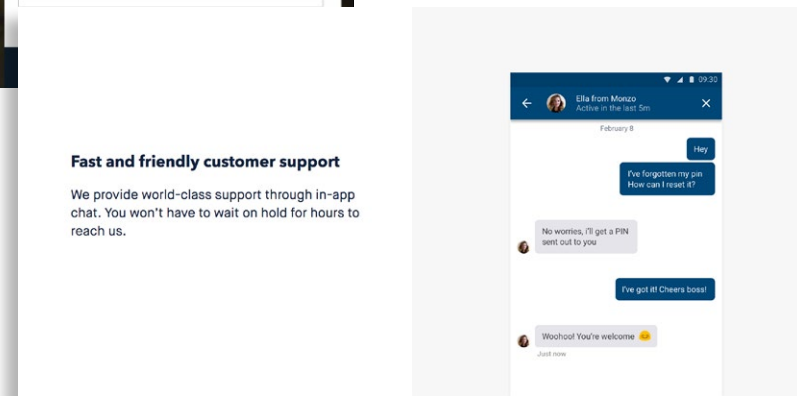 Fast and friendly customer support
We provide world-class support through in-app
chat. You won't have to wait on hold for hours to
reach us.
09:30
Ella from Monzo
Active in the last 5m
February 8
Hey
I've forgotten my pin
How can I reset it?
No worries, i'll get a PIN
sent out to you
I've got it! Cheers boss!
Woohoo! You're welcome 😊
Just now